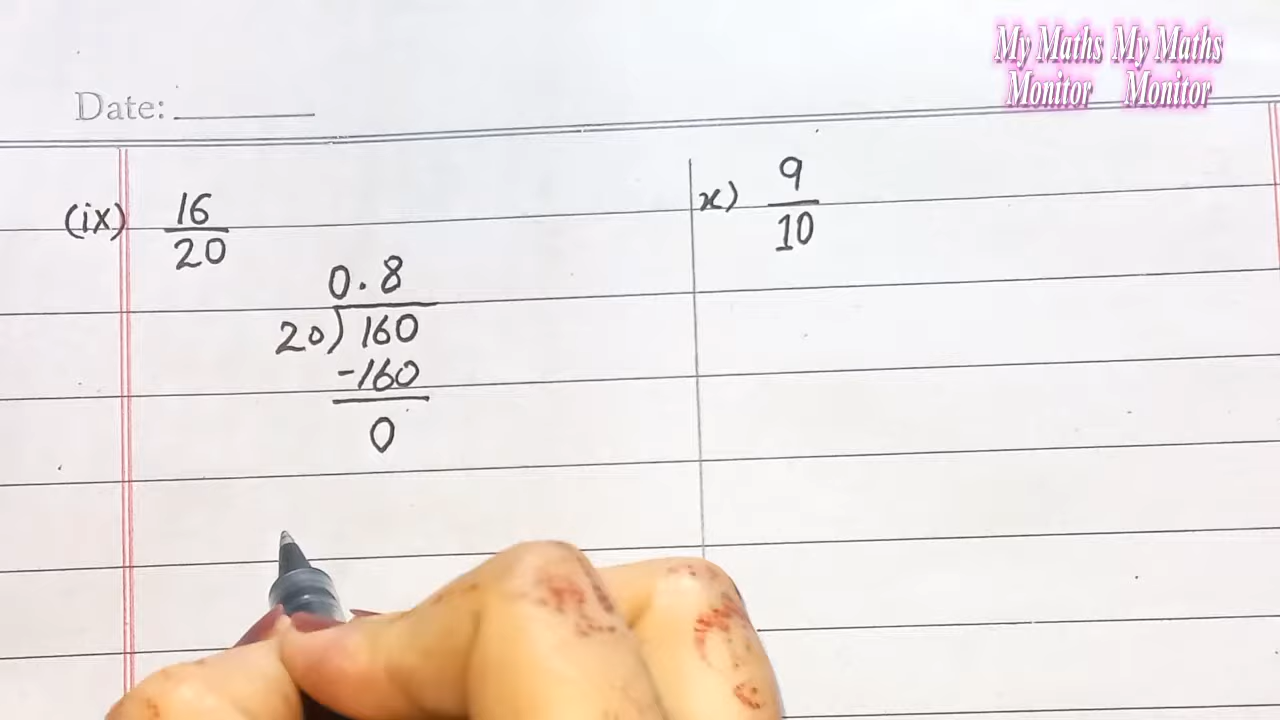 My Maths My Maths
Monitor Monitor
Date:
(ix) 16/20
0.8
20) 160
-160
0
x) 9/10